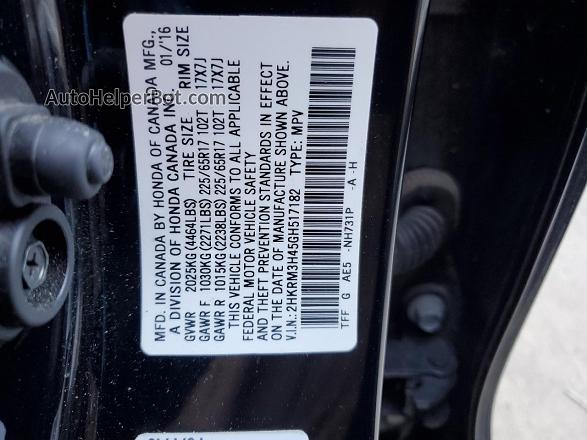 MFD. IN CANADA BY HONDA OF CANADA MFG.,
A DIVISION OF HONDA CANADA INC. 01/16
GVWR 2025KG(4464LBS) TIRE SIZE RIM SIZE
GAWR F 1030KG(2271LBS) 225/65R17 102T 17X7J
GAWR R 1015KG(2238LBS) 225/65R17 102T 17X7J
THIS VEHICLE CONFORMS TO ALL APPLICABLE
FEDERAL MOTOR VEHICLE SAFETY
AND THEFT PREVENTION STANDARDS IN EFFECT
ON THE DATE OF MANUFACTURE SHOWN ABOVE.
V.I.N.: 2HKRM3H45GH517182 TYPE: MPV
TFF G AE5 -NH731P -A -H
AutoHelperBot.com